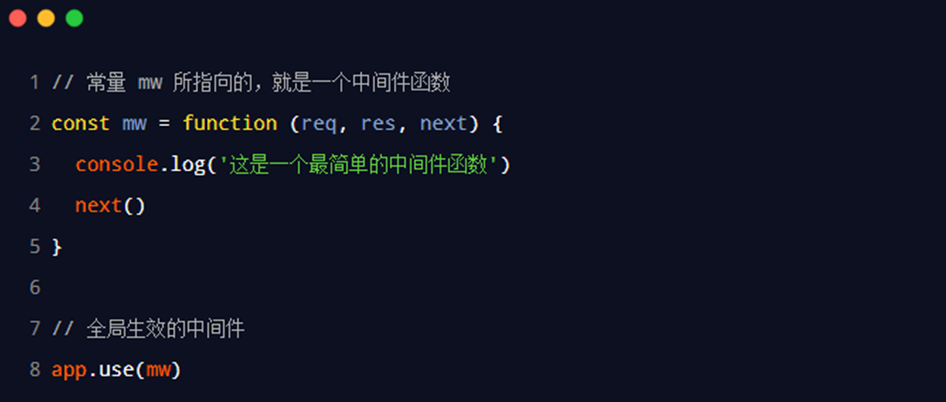 1 // 常量 mw 所指向的，就是一个中间件函数
2 const mw = function (req, res, next) {
3   console.log('这是一个最简单的中间件函数')
4   next()
5 }
6
7 // 全局生效的中间件
8 app.use(mw)